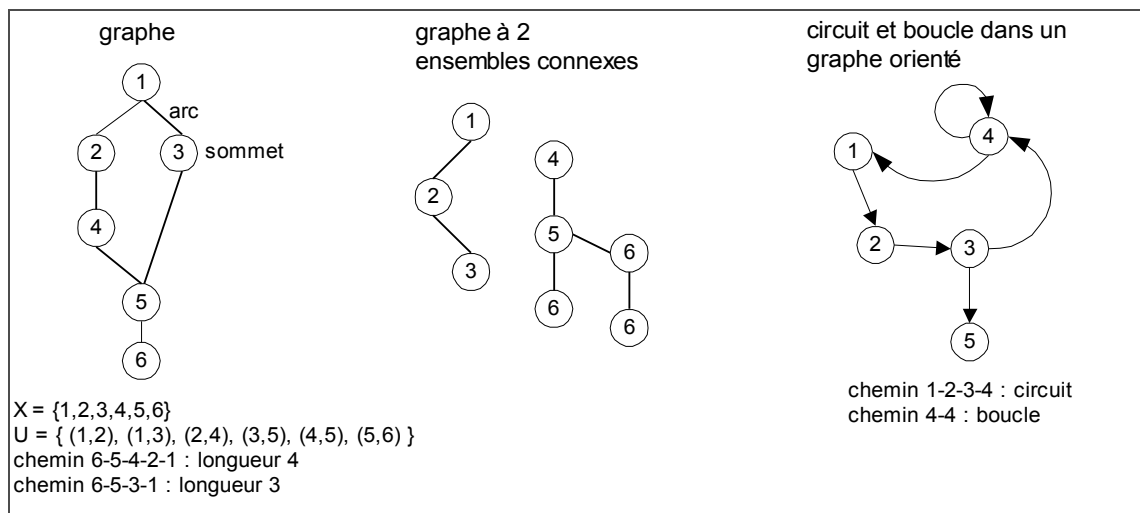 graphe
1
arc
2
3
sommet
4
5
6
X = {1,2,3,4,5,6}
U = { (1,2), (1,3), (2,4), (3,5), (4,5), (5,6) }
chemin 6-5-4-2-1 : longueur 4
chemin 6-5-3-1 : longueur 3
graphe à 2
ensembles connexes
1
2
3
4
5
6
6
6
circuit et boucle dans un
graphe orienté
4
1
2
3
5
chemin 1-2-3-4 : circuit
chemin 4-4 : boucle